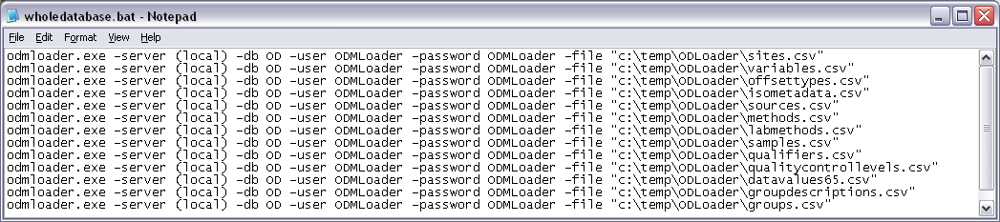 wholedatabase.bat - Notepad
File Edit Format View Help
odmloader.exe -server (local) -db OD -user ODMLoader -password ODMLoader -file "c:\temp\ODLoader\sites.csv"
odmloader.exe -server (local) -db OD -user ODMLoader -password ODMLoader -file "c:\temp\ODLoader\variables.csv"
odmloader.exe -server (local) -db OD -user ODMLoader -password ODMLoader -file "c:\temp\ODLoader\offsettypes.csv"
odmloader.exe -server (local) -db OD -user ODMLoader -password ODMLoader -file "c:\temp\ODLoader\isometadata.csv"
odmloader.exe -server (local) -db OD -user ODMLoader -password ODMLoader -file "c:\temp\ODLoader\sources.csv"
odmloader.exe -server (local) -db OD -user ODMLoader -password ODMLoader -file "c:\temp\ODLoader\methods.csv"
odmloader.exe -server (local) -db OD -user ODMLoader -password ODMLoader -file "c:\temp\ODLoader\labmethods.csv"
odmloader.exe -server (local) -db OD -user ODMLoader -password ODMLoader -file "c:\temp\ODLoader\samples.csv"
odmloader.exe -server (local) -db OD -user ODMLoader -password ODMLoader -file "c:\temp\ODLoader\qualifiers.csv"
odmloader.exe -server (local) -db OD -user ODMLoader -password ODMLoader -file "c:\temp\ODLoader\qualitycontrollevels.csv"
odmloader.exe -server (local) -db OD -user ODMLoader -password ODMLoader -file "c:\temp\ODLoader\datavalues65.csv"
odmloader.exe -server (local) -db OD -user ODMLoader -password ODMLoader -file "c:\temp\ODLoader\groupdescriptions.csv"
odmloader.exe -server (local) -db OD -user ODMLoader -password ODMLoader -file "c:\temp\ODLoader\groups.csv"